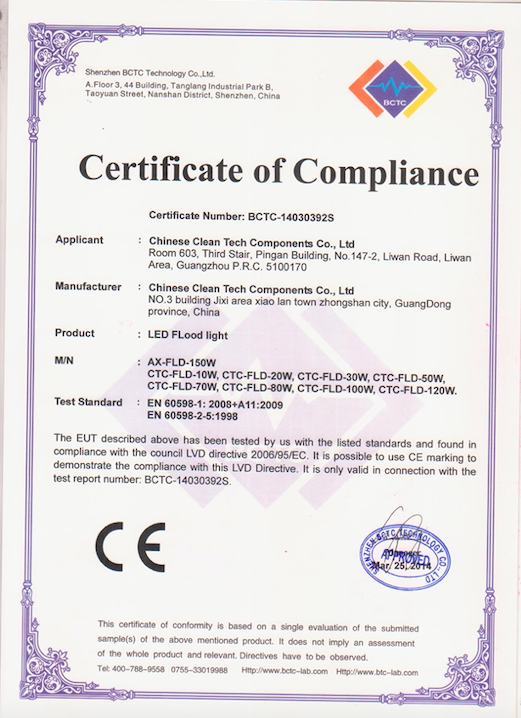 Shenzhen BCTC Technology Co.,Ltd.
A.Floor 3, 44 Building, Tanglang Industrial Park B,
Taoyuan Street, Nanshan District, Shenzhen, China
BCTC
Certificate of Compliance
Certificate Number: BCTC-14030392S
Applicant : Chinese Clean Tech Components Co., Ltd
Room 603, Third Stair, Pingan Building, No.147-2, Liwan Road, Liwan
Area, Guangzhou P.R.C. 5100170
Manufacturer : Chinese Clean Tech Components Co., Ltd
NO.3 building Jixi area xiao lan town zhongshan city, GuangDong
province, China
Product : LED FLood light
M/N : AX-FLD-150W
CTC-FLD-10W, CTC-FLD-20W, CTC-FLD-30W, CTC-FLD-50W,
CTC-FLD-70W, CTC-FLD-80W, CTC-FLD-100W, CTC-FLD-120W.
Test Standard : EN 60598-1: 2008+A11:2009
EN 60598-2-5:1998
The EUT described above has been tested by us with the listed standards and found in
compliance with the council LVD directive 2006/95/EC. It is possible to use CE marking to
demonstrate the compliance with this LVD Directive. It is only valid in connection with the
test report number: BCTC-14030392S.
CE
SHENZHEN BCTC TECHNOLOGY CO.,LTD
APPROVED
Mar. 25, 2014
This certificate of conformity is based on a single evaluation of the submitted
sample(s) of the above mentioned product. It does not imply an assessment
of the whole product and relevant. Directives have to be observed.
Tel: 400-788-9558 0755-33019988 Http://www.bctc-lab.com Http://www.btc-lab.com